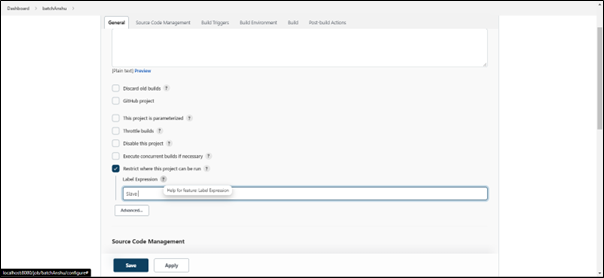 Dashboard > batchAnshu >
General Source Code Management Build Triggers Build Environment Build Post-build Actions
[Plain text] Preview
Discard old builds ?
GitHub project
This project is parameterized ?
Throttle builds ?
Disable this project ?
Execute concurrent builds if necessary ?
Restrict where this project can be run ?
Label Expression ?
Help for feature: Label Expression
Slave
Advanced...
Source Code Management
Save Apply
localhost:8080/job/batchAnshu/configure#